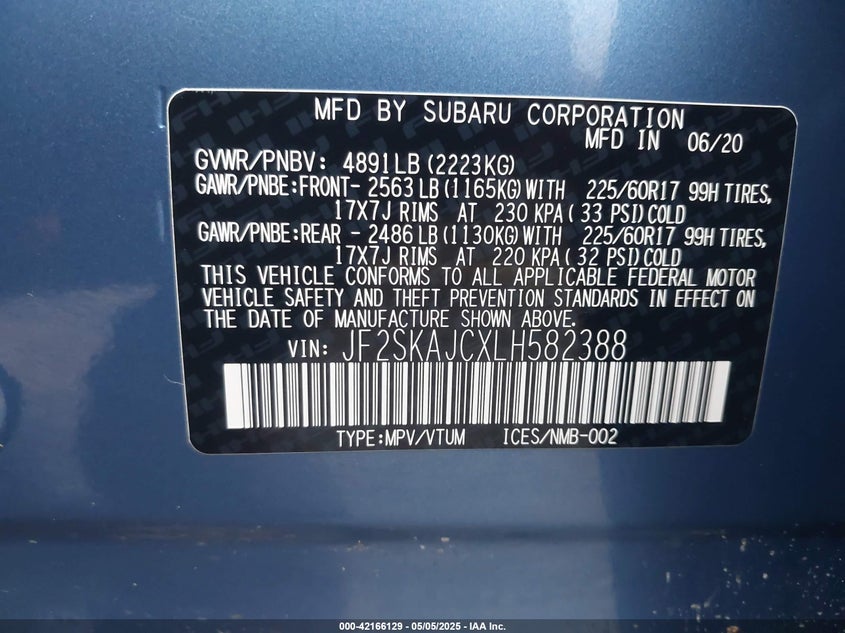 MFD BY SUBARU CORPORATION
MFD IN 06/20
GVWR/PNBV: 4891LB (2223KG)
GAWR/PNBE:FRONT- 2563 LB (1165KG) WITH 225/60R17 99H TIRES,
17X7J RIMS AT 230 KPA ( 33 PSI) COLD
GAWR/PNBE:REAR - 2486 LB (1130KG) WITH 225/60R17 99H TIRES,
17X7J RIMS AT 220 KPA ( 32 PSI) COLD
THIS VEHICLE CONFORMS TO ALL APPLICABLE FEDERAL MOTOR
VEHICLE SAFETY AND THEFT PREVENTION STANDARDS IN EFFECT ON
THE DATE OF MANUFACTURE SHOWN ABOVE.
VIN: JF2SKAJCXLH582388
TYPE:MPV/VTUM ICES/NMB-002
000-42166129 - 05/05/2025 - IAA Inc.